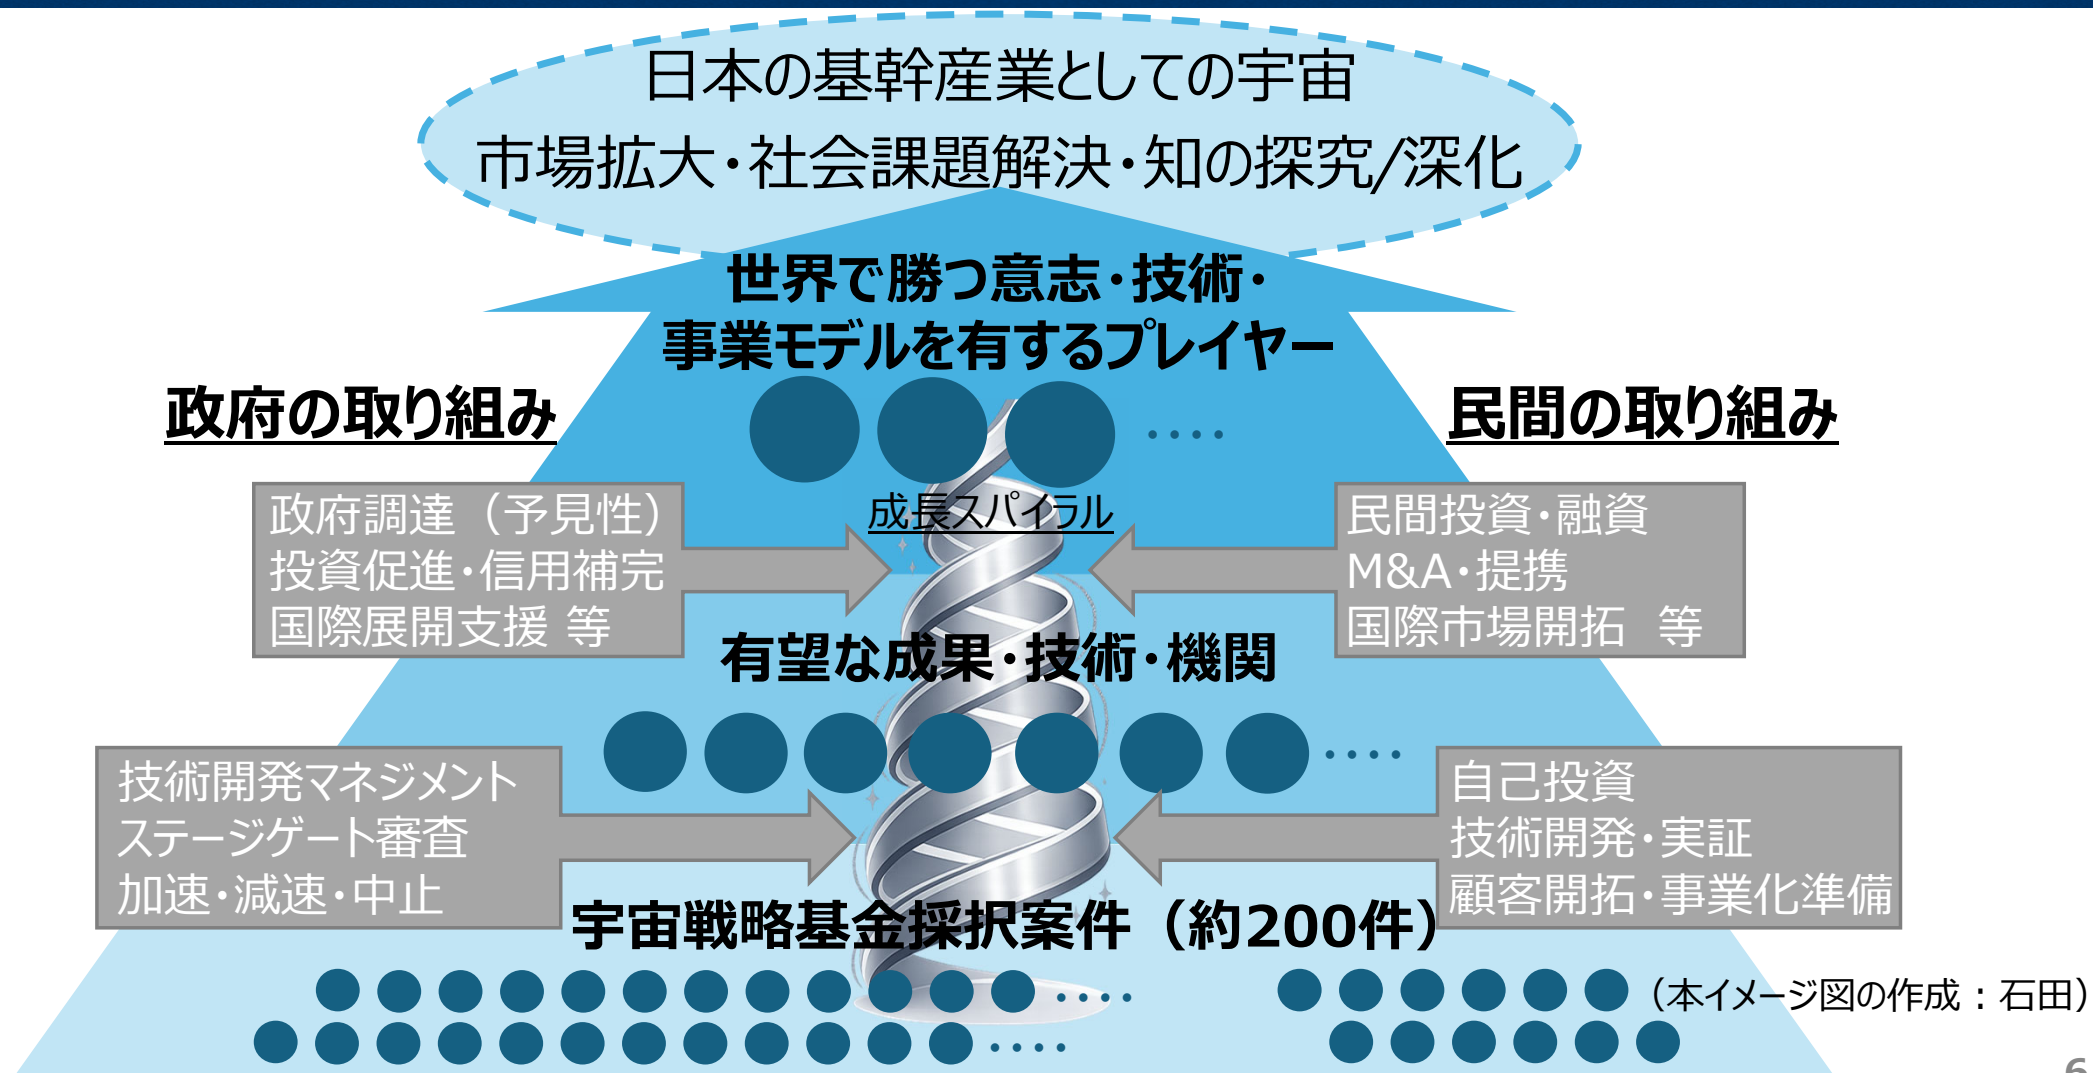 日本の基幹産業としての宇宙
市場拡大・社会課題解決・知の探究/深化
世界で勝つ意志・技術・
事業モデルを有するプレイヤー
政府の取り組み
民間の取り組み
‥‥
成長スパイラル
政府調達（予見性）
投資促進・信用補完
国際展開支援 等
民間投資・融資
M&A・提携
国際市場開拓　等
有望な成果・技術・機関
‥‥
技術開発マネジメント
ステージゲート審査
加速・減速・中止
自己投資
技術開発・実証
顧客開拓・事業化準備
宇宙戦略基金採択案件（約200件）
‥‥
‥‥
（本イメージ図の作成：石田）
6